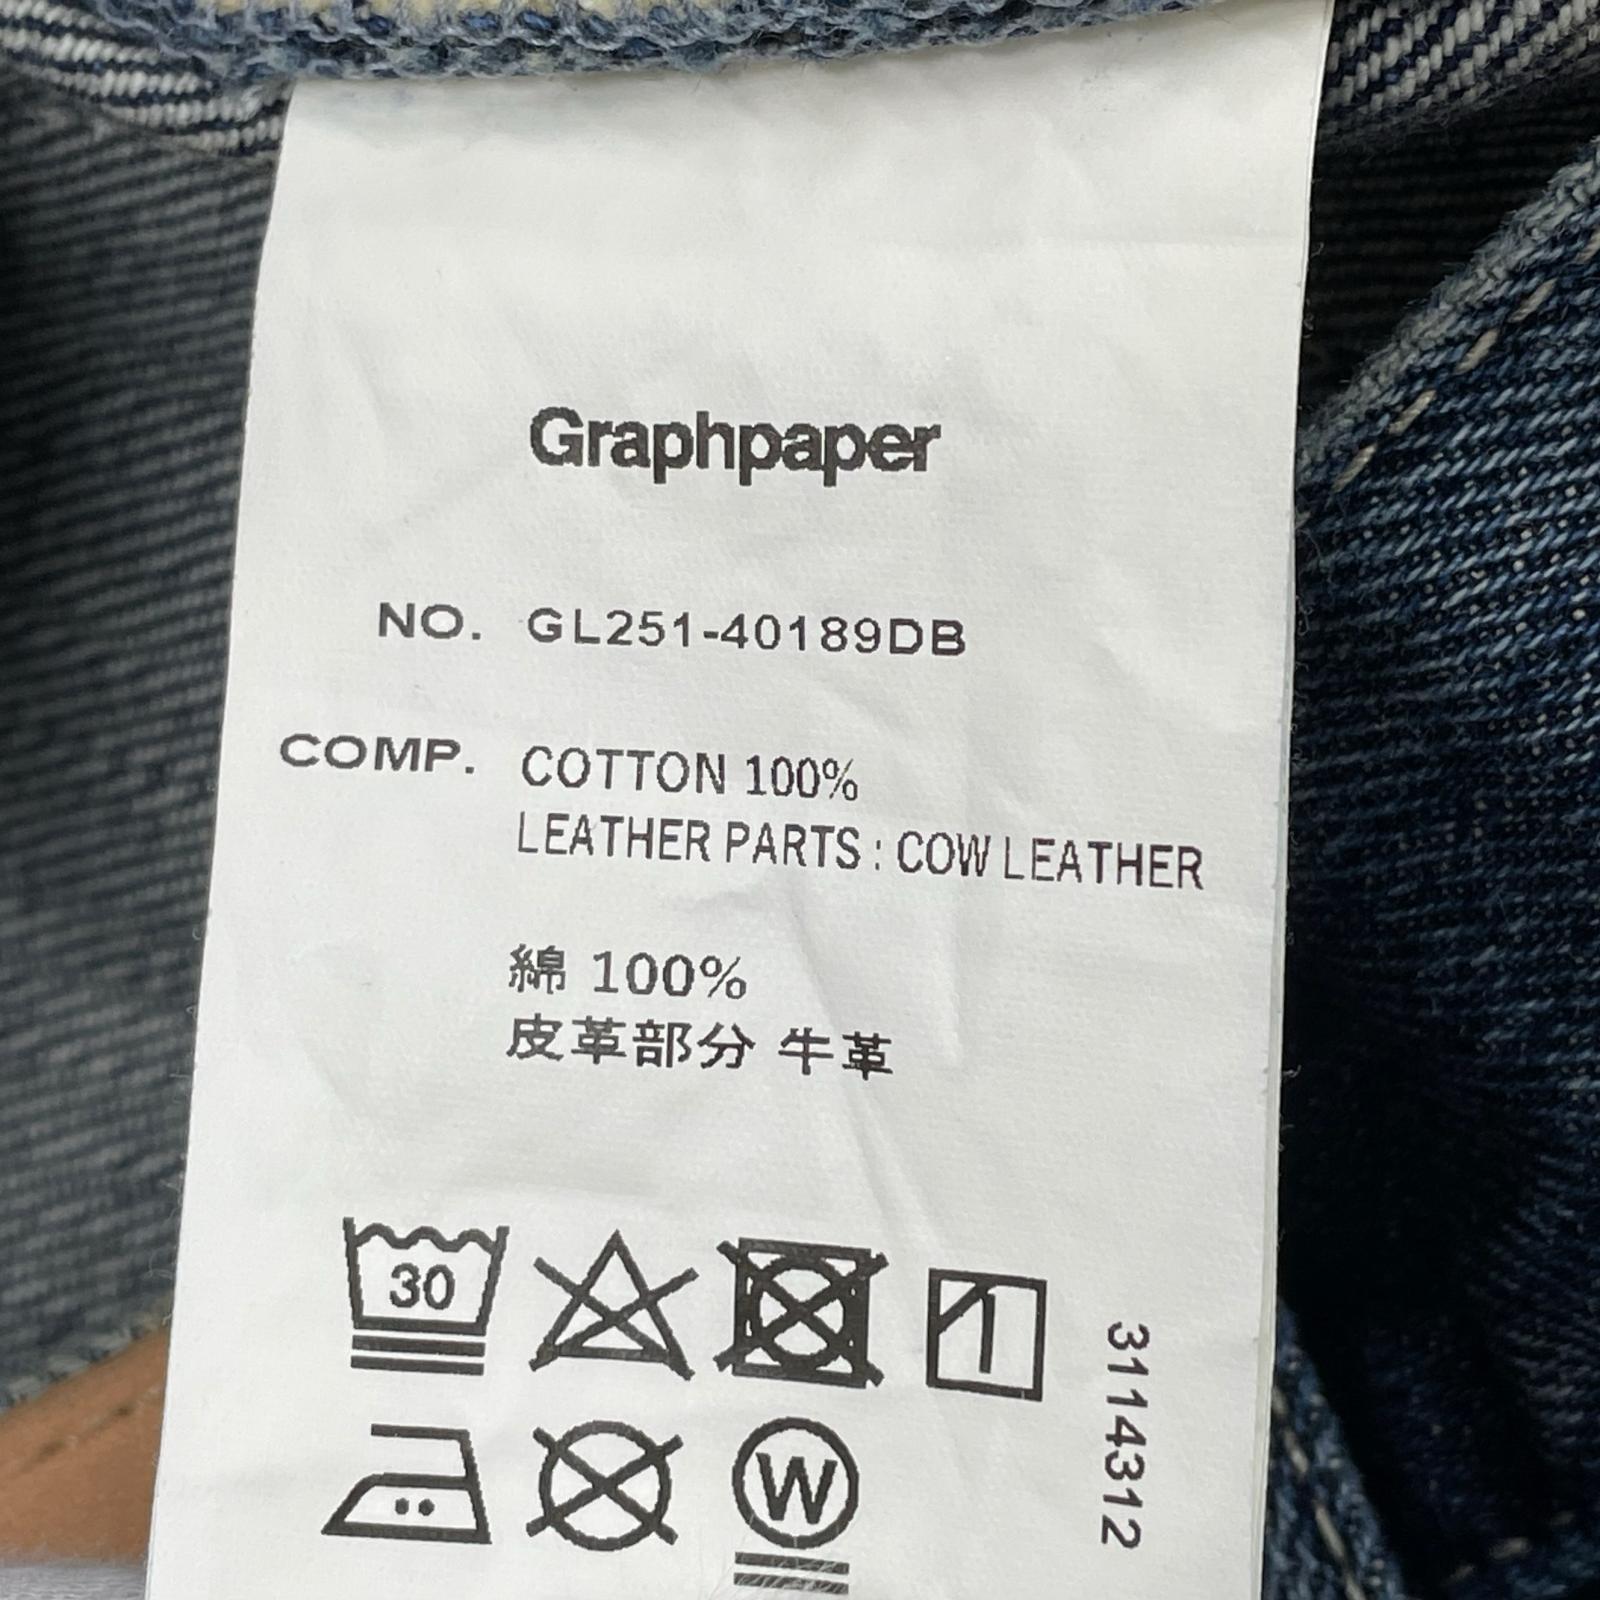 Graphpaper
NO. GL251-40189DB
COMP. COTTON 100%
LEATHER PARTS : COW LEATHER
綿 100%
皮革部分 牛革
30
W
3114312